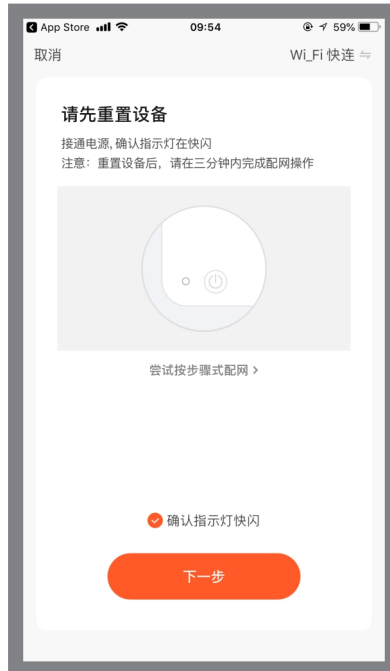 App Store 09:54 59%
取消 Wi_Fi 快连
请先重置设备
接通电源, 确认指示灯在快闪
注意：重置设备后，请在三分钟内完成配网操作
尝试按步骤式配网 >
确认指示灯快闪
下一步